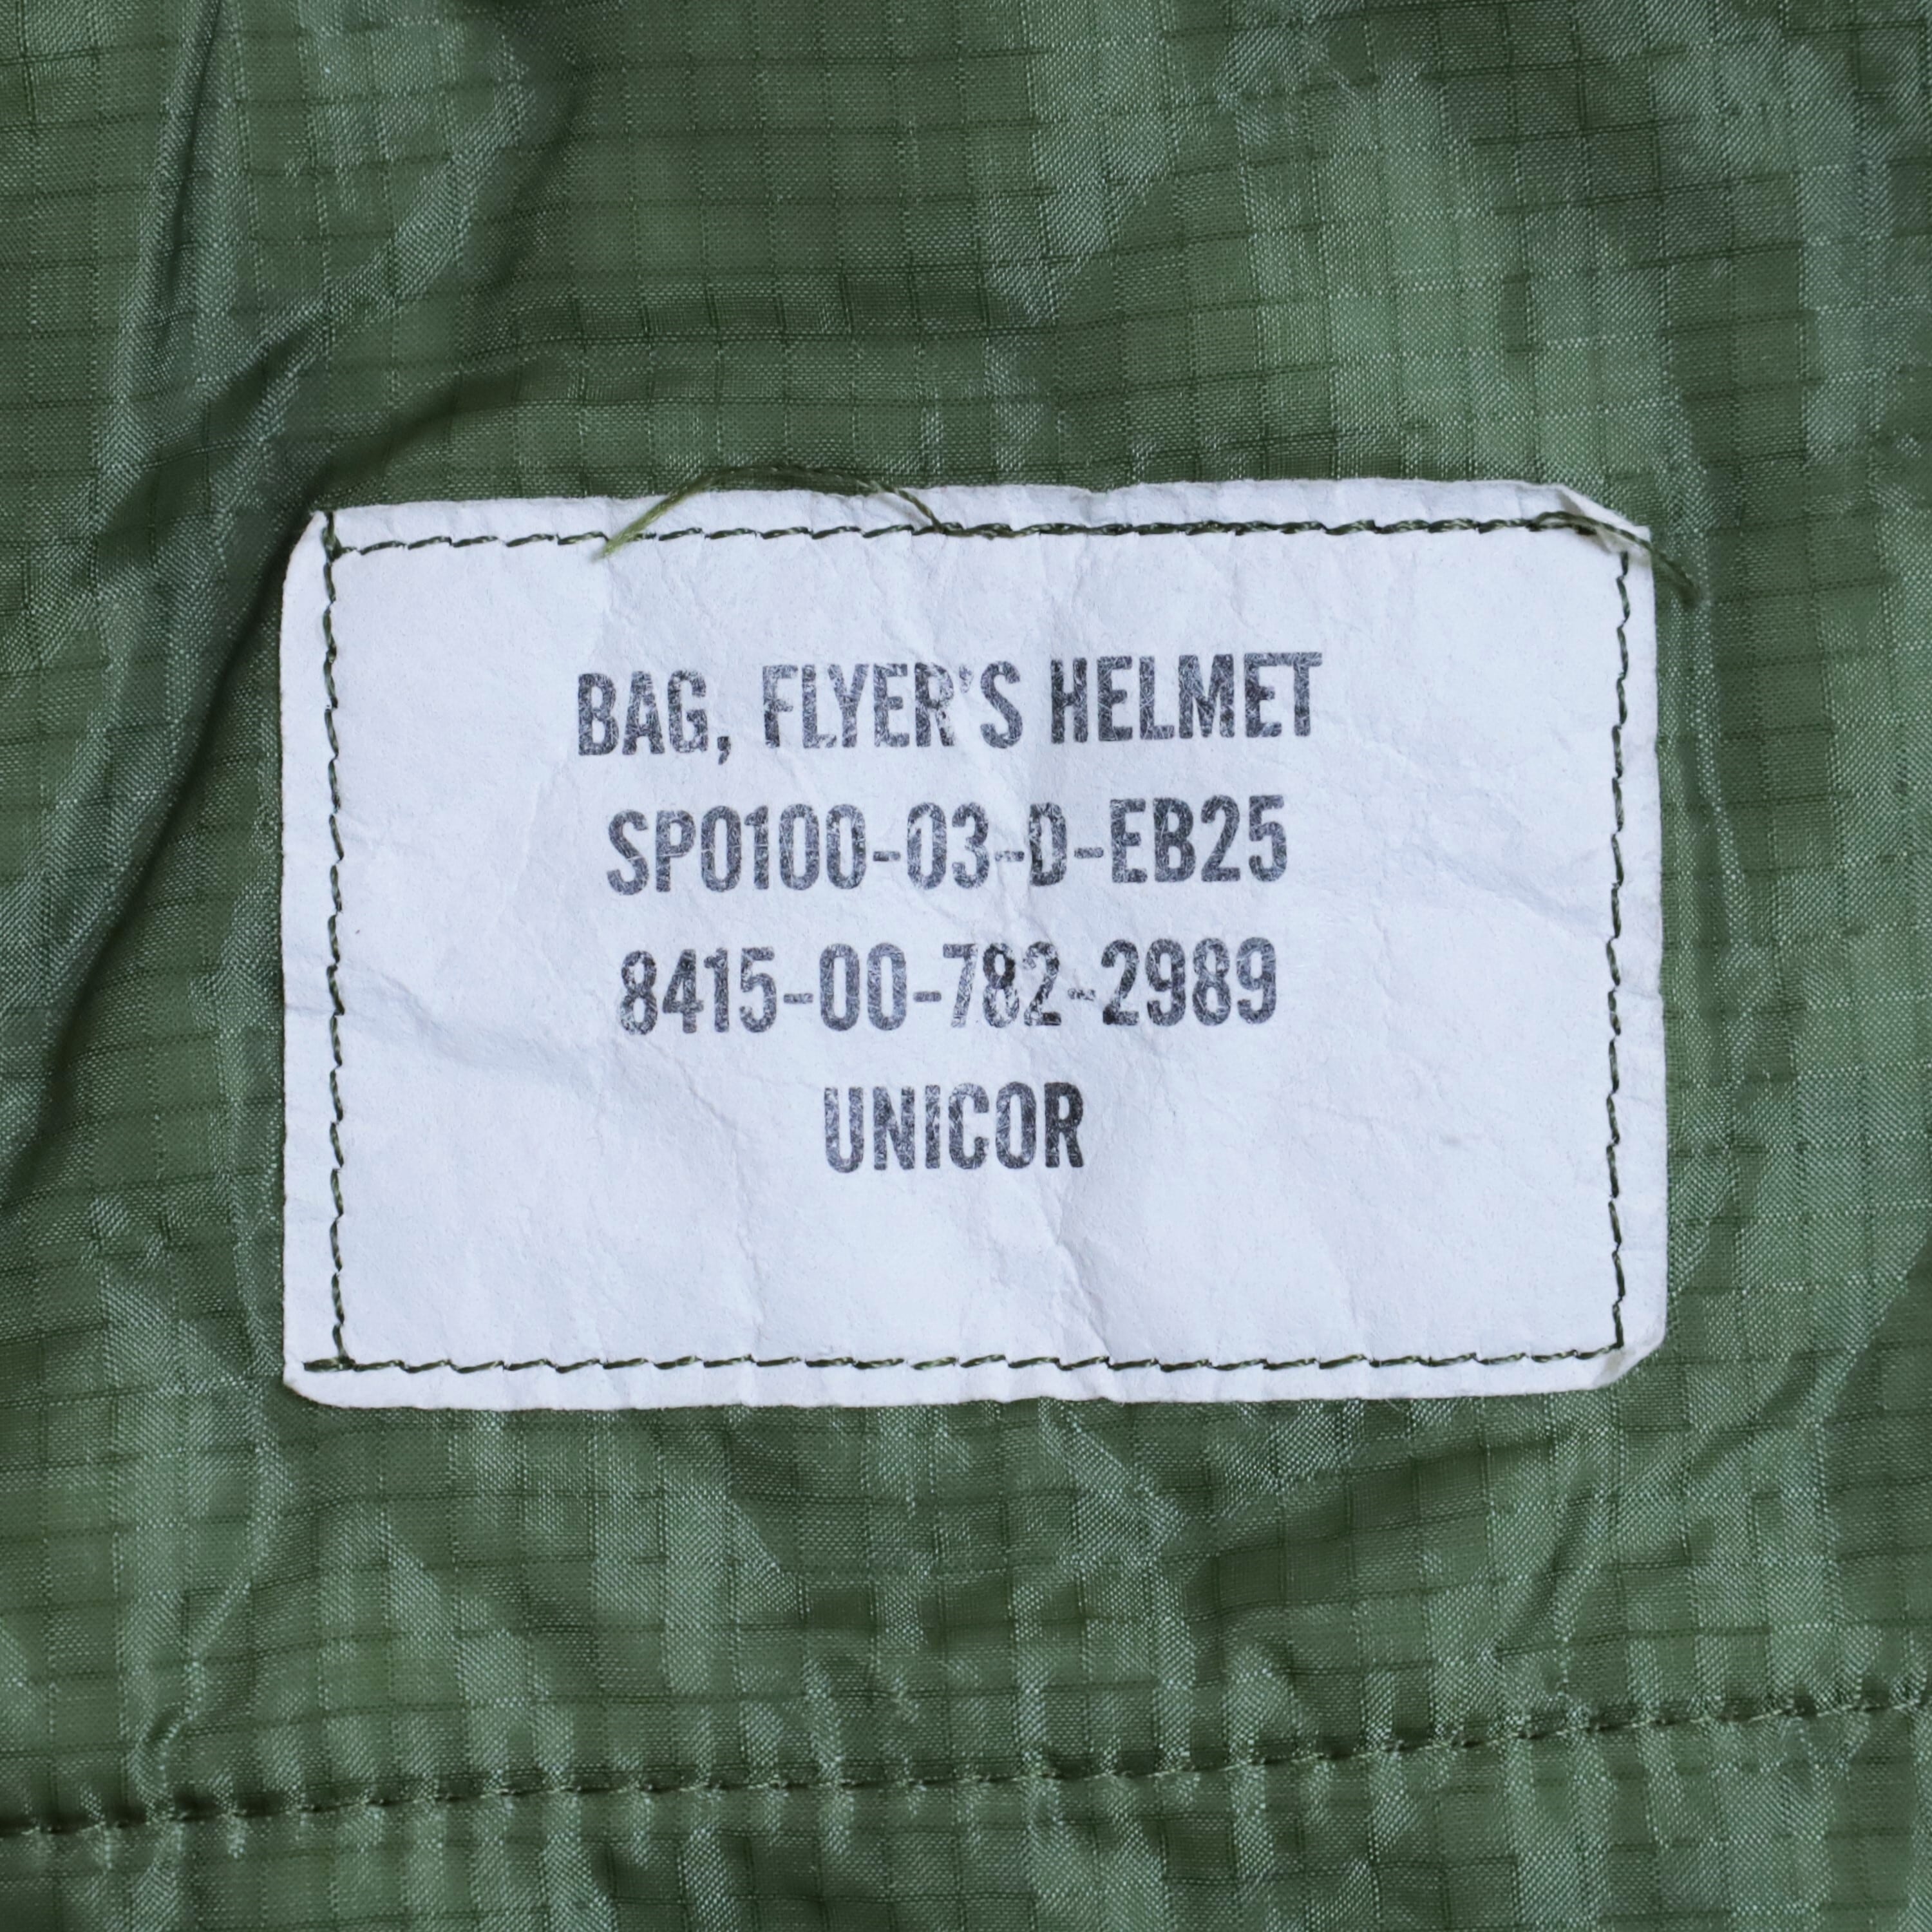 BAG, FLYER'S HELMET
SP0100-03-D-EB25
8415-00-782-2989
UNICOR